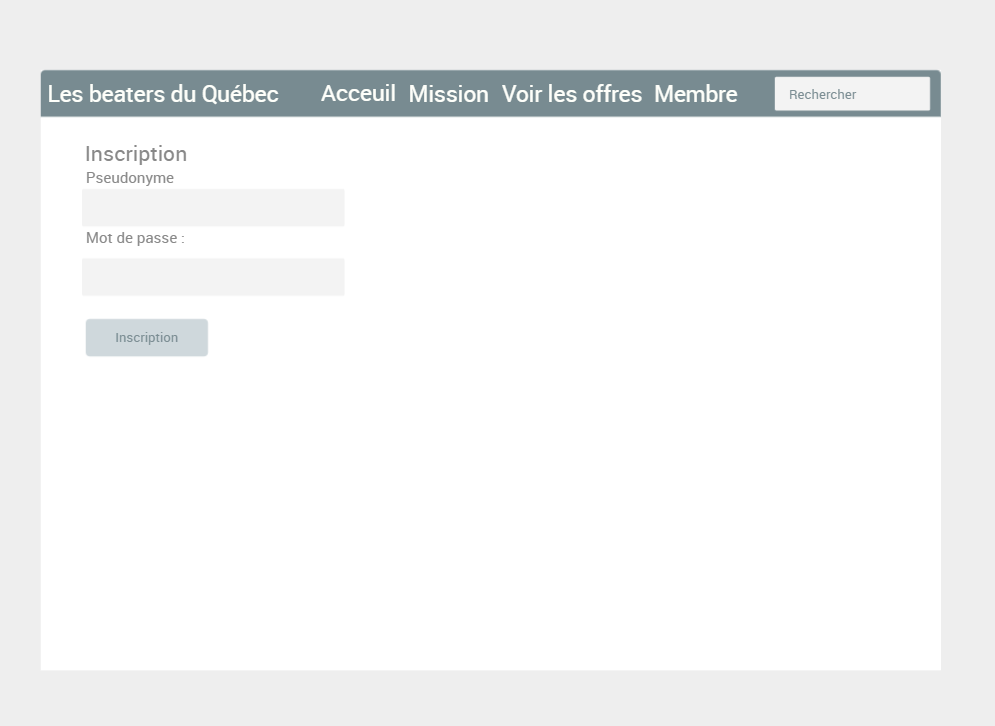 Les beaters du Québec Acceuil Mission Voir les offres Membre Rechercher
Inscription
Pseudonyme
Mot de passe :
Inscription